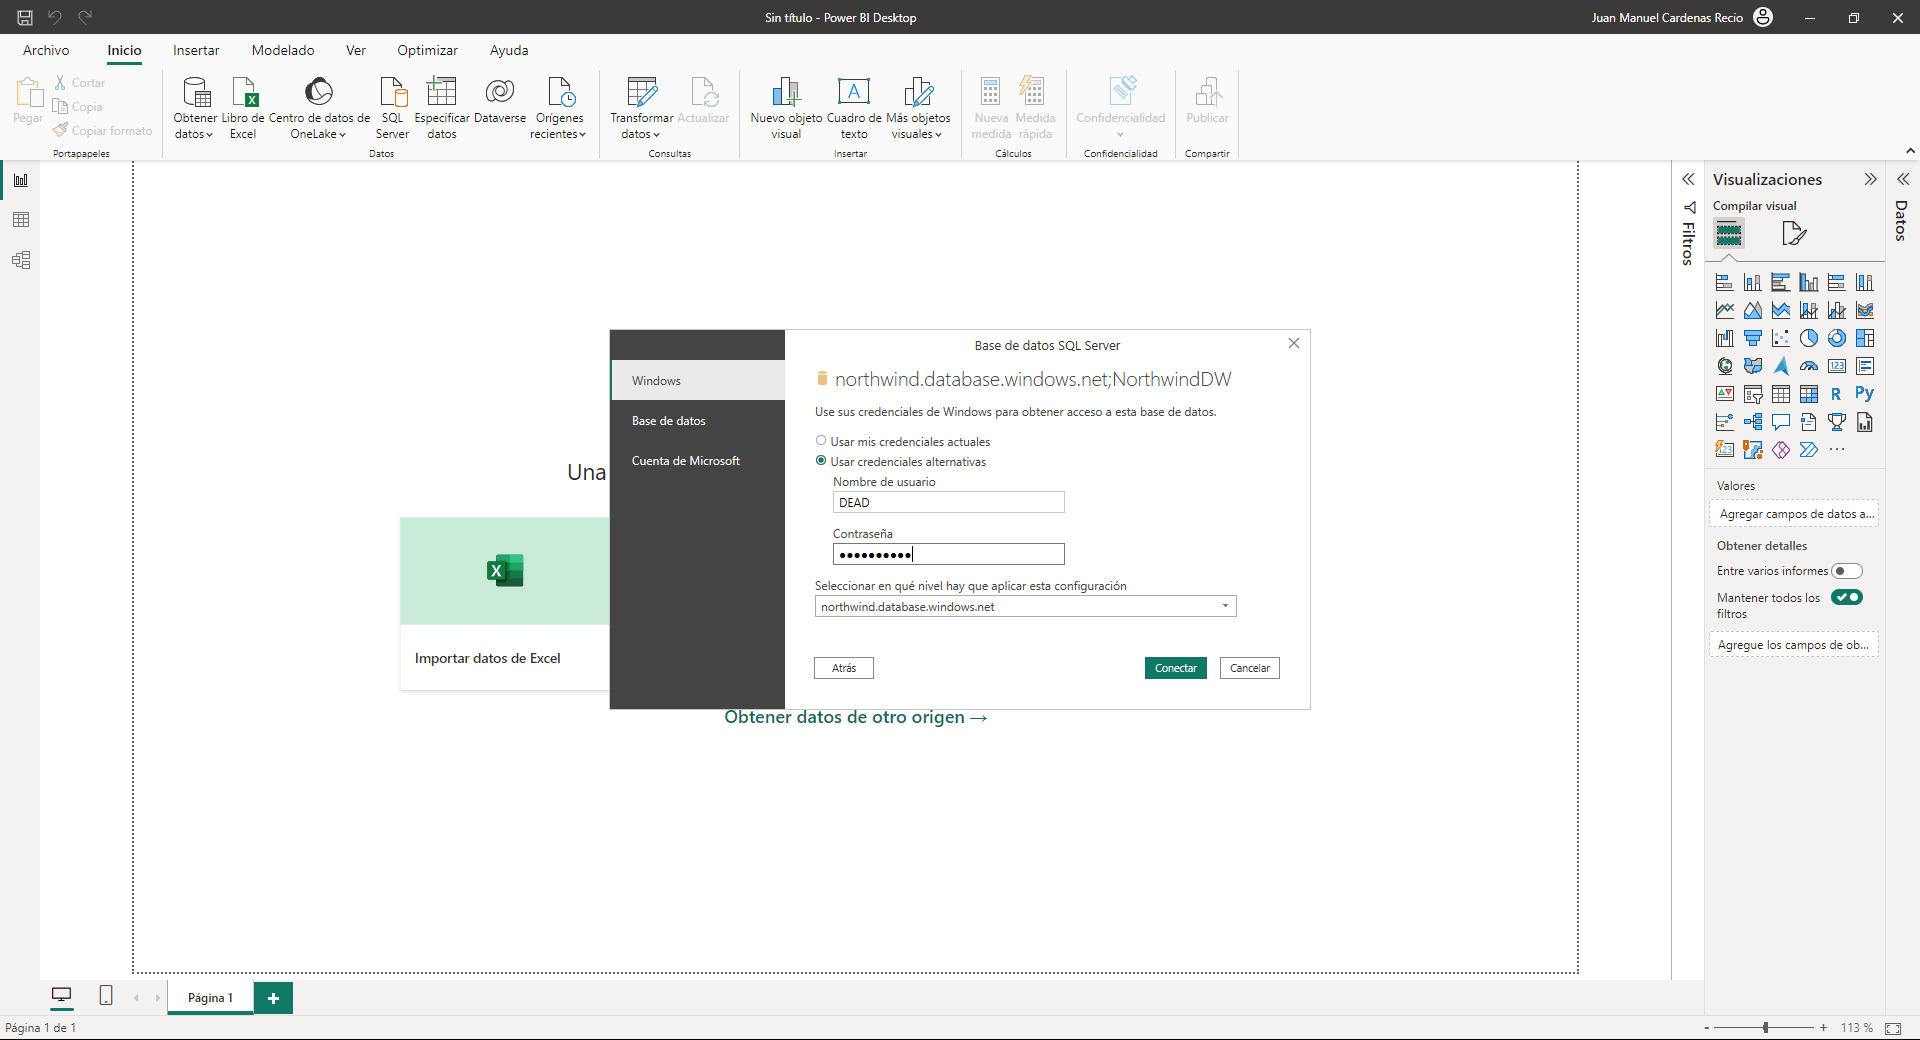 Sin título - Power BI Desktop
Juan Manuel Cardenas Recio
Archivo
Inicio
Insertar
Modelado
Ver
Optimizar
Ayuda
Pegar
Cortar
Copia
Copiar formato
Portapapeles
Obtener
datos
Libro de
Excel
Centro de datos de
OneLake
SQL
Server
Especificar
datos
Dataverse
Orígenes
recientes
Datos
Transformar
datos
Actualizar
Consultas
Nuevo objeto
visual
Cuadro de
texto
Más objetos
visuales
Insertar
Nueva
medida
Medida
rápida
Cálculos
Confidencialidad
Confidencialidad
Publicar
Compartir
Filtros
Visualizaciones
Compilar visual
Datos
Base de datos SQL Server
Windows
Base de datos
Cuenta de Microsoft
northwind.database.windows.net;NorthwindDW
Use sus credenciales de Windows para obtener acceso a esta base de datos.
Usar mis credenciales actuales
Usar credenciales alternativas
Nombre de usuario
DEAD
Contraseña
••••••••••
Seleccionar en qué nivel hay que aplicar esta configuración
northwind.database.windows.net
Atrás
Conectar
Cancelar
Una
Importar datos de Excel
Obtener datos de otro origen →
123
R
Py
123
Valores
Agregar campos de datos a...
Obtener detalles
Entre varios informes
Mantener todos los
filtros
Agregue los campos de ob...
Página 1
Página 1 de 1
- + 113 %